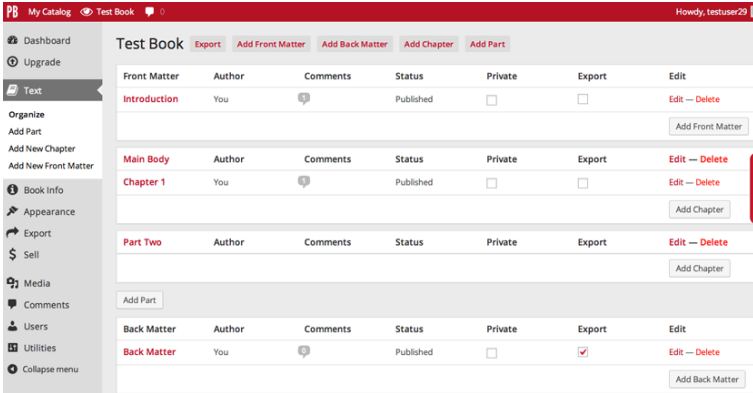 PB My Catalog Test Book 0 Howdy, testuser29
Dashboard
Upgrade
Text
Organize
Add Part
Add New Chapter
Add New Front Matter
Book Info
Appearance
Export
Sell
Media
Comments
Users
Utilities
Collapse menu
Test Book Export Add Front Matter Add Back Matter Add Chapter Add Part
Front Matter Author Comments Status Private Export Edit
Introduction You 1 Published Edit — Delete
Add Front Matter
Main Body Author Comments Status Private Export Edit — Delete
Chapter 1 You 1 Published Edit — Delete
Add Chapter
Part Two Author Comments Status Private Export Edit — Delete
Add Chapter
Add Part
Back Matter Author Comments Status Private Export Edit
Back Matter You 0 Published Edit — Delete
Add Back Matter